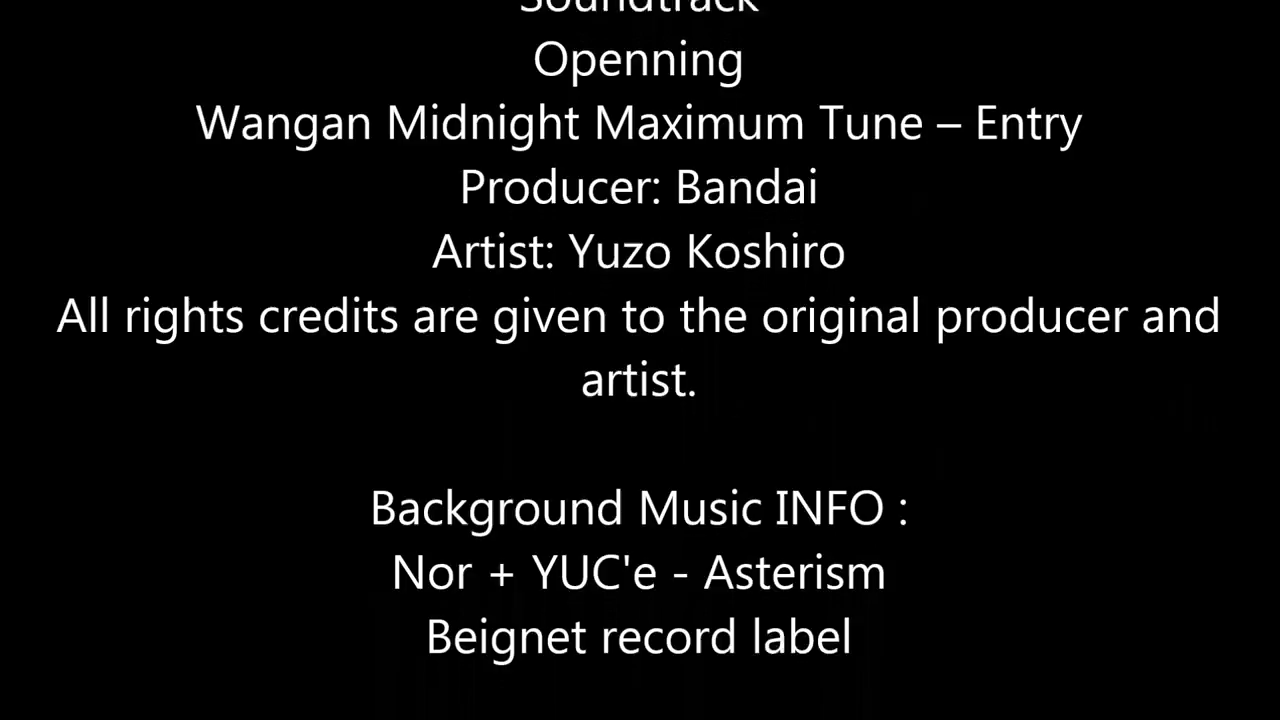 Soundtrack
Openning
Wangan Midnight Maximum Tune – Entry
Producer: Bandai
Artist: Yuzo Koshiro
All rights credits are given to the original producer and
artist.
Background Music INFO :
Nor + YUC'e - Asterism
Beignet record label